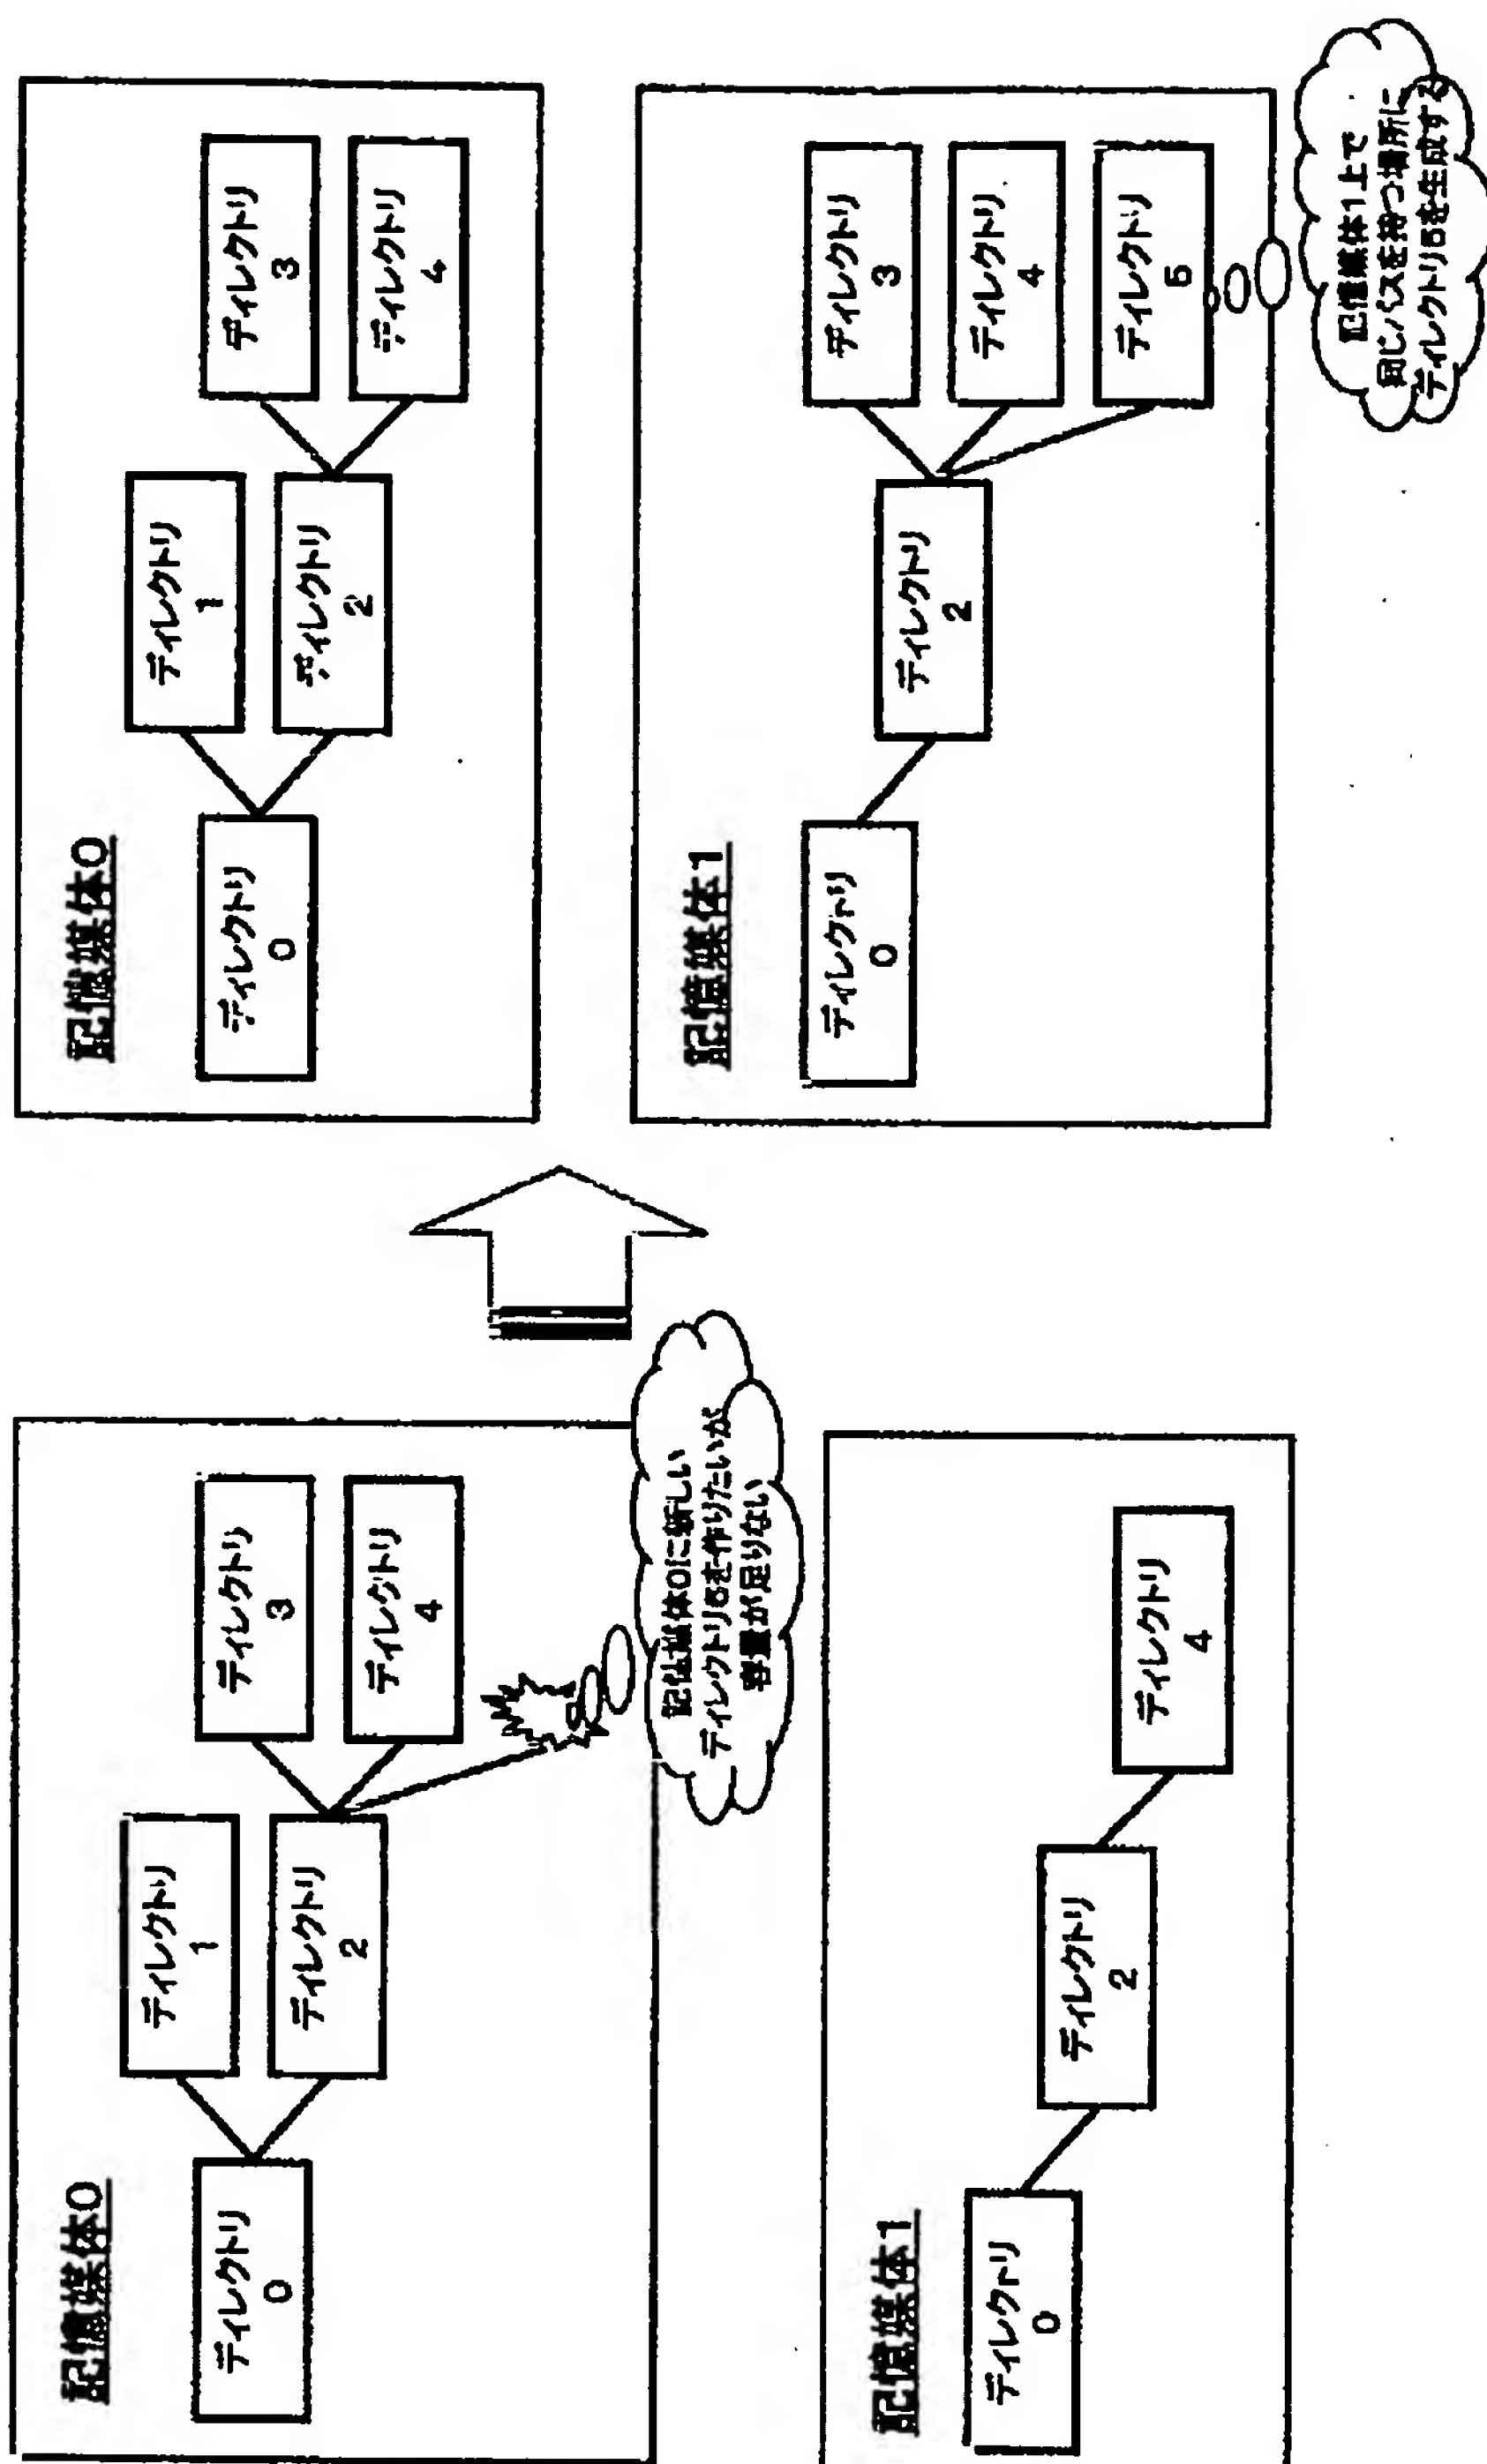 記憶媒体0
ディレクトリ
0
ディレクトリ
1
ディレクトリ
2
ディレクトリ
3
ディレクトリ
4
記憶媒体0に新しい
ディレクトリ5を作りたいが
容量が足りない
記憶媒体1
ディレクトリ
0
ディレクトリ
2
ディレクトリ
4
記憶媒体0
ディレクトリ
0
ディレクトリ
1
ディレクトリ
2
ディレクトリ
3
ディレクトリ
4
記憶媒体1
ディレクトリ
0
ディレクトリ
2
ディレクトリ
3
ディレクトリ
4
ディレクトリ
5
記憶媒体1上で
同じパスを持つ場所に
ディレクトリ5を生成する